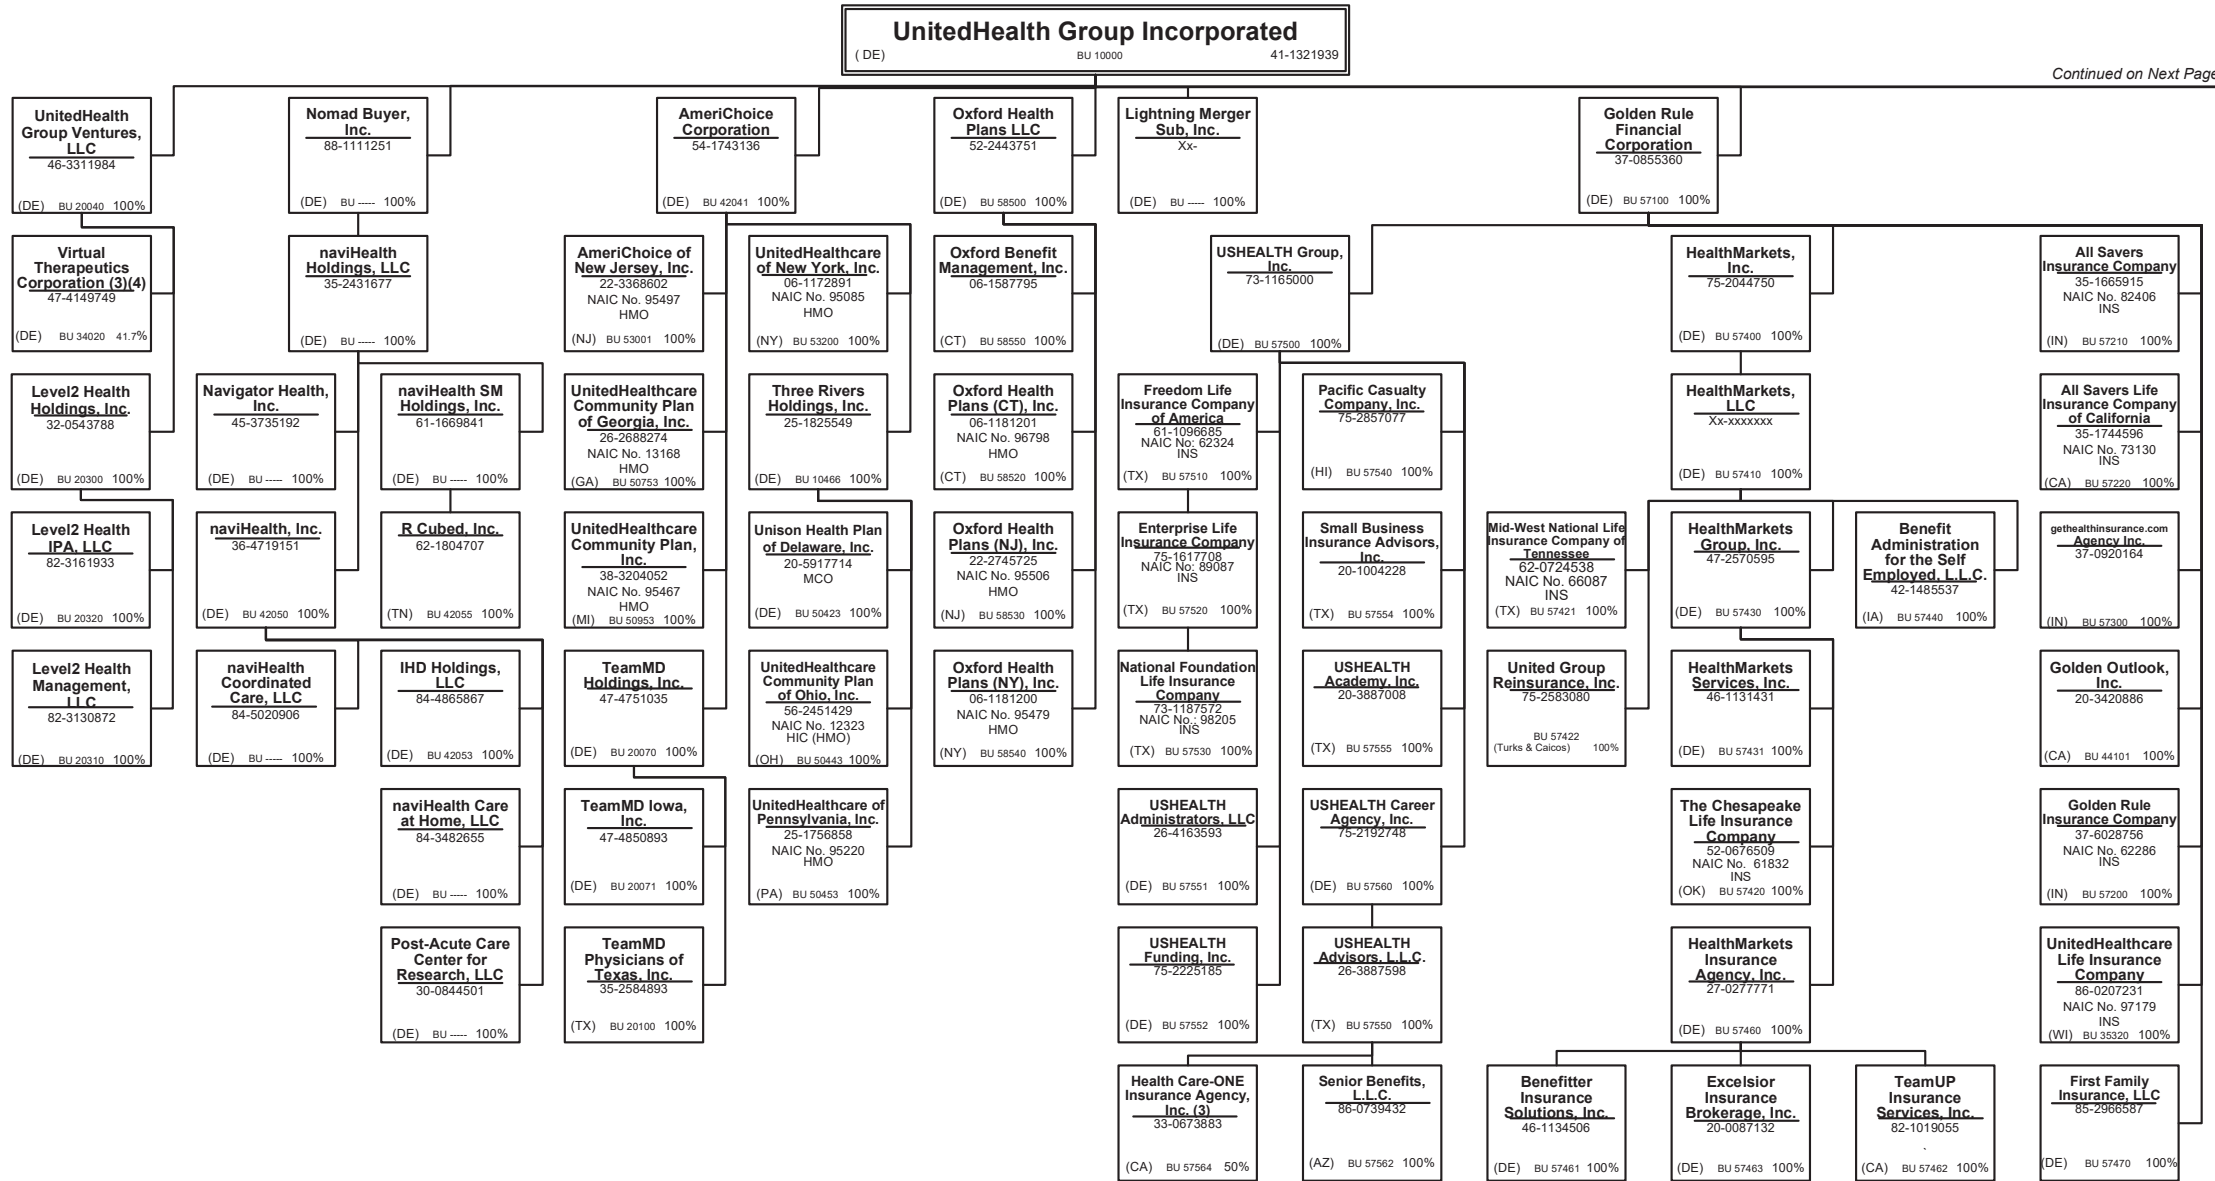 UnitedHealth Group Incorporated
( DE) BU 10000 41-1321939
Continued on Next Page
UnitedHealth
Group Ventures,
LLC
46-3311984
(DE) BU 20040 100%
Nomad Buyer,
Inc.
88-1111251
(DE) BU ----- 100%
AmeriChoice
Corporation
54-1743136
(DE) BU 42041 100%
Oxford Health
Plans LLC
52-2443751
(DE) BU 58500 100%
Lightning Merger
Sub, Inc.
Xx-
(DE) BU ----- 100%
Golden Rule
Financial
Corporation
37-0855360
(DE) BU 57100 100%
Virtual
Therapeutics
Corporation (3)(4)
47-4149749
(DE) BU 34020 41.7%
naviHealth
Holdings, LLC
35-2431677
(DE) BU ----- 100%
AmeriChoice of
New Jersey, Inc.
22-3368602
NAIC No. 95497
HMO
(NJ) BU 53001 100%
UnitedHealthcare
of New York, Inc.
06-1172891
NAIC No. 95085
HMO
(NY) BU 53200 100%
Oxford Benefit
Management, Inc.
06-1587795
(CT) BU 58550 100%
USHEALTH Group,
Inc.
73-1165000
(DE) BU 57500 100%
HealthMarkets,
Inc.
75-2044750
(DE) BU 57400 100%
All Savers
Insurance Company
35-1665915
NAIC No. 82406
INS
(IN) BU 57210 100%
Level2 Health
Holdings, Inc.
32-0543788
(DE) BU 20300 100%
Navigator Health,
Inc.
45-3735192
(DE) BU ----- 100%
naviHealth SM
Holdings, Inc.
61-1669841
(DE) BU ----- 100%
UnitedHealthcare
Community Plan
of Georgia, Inc.
26-2688274
NAIC No. 13168
HMO
(GA) BU 50753 100%
Three Rivers
Holdings, Inc.
25-1825549
(DE) BU 10466 100%
Oxford Health
Plans (CT), Inc.
06-1181201
NAIC No. 96798
HMO
(CT) BU 58520 100%
Freedom Life
Insurance Company
of America
61-1096685
NAIC No: 62324
INS
(TX) BU 57510 100%
Pacific Casualty
Company, Inc.
75-2857077
(HI) BU 57540 100%
HealthMarkets,
LLC
Xx-xxxxxxx
(DE) BU 57410 100%
All Savers Life
Insurance Company
of California
35-1744596
NAIC No. 73130
INS
(CA) BU 57220 100%
Level2 Health
IPA, LLC
82-3161933
(DE) BU 20320 100%
naviHealth, Inc.
36-4719151
(DE) BU 42050 100%
R Cubed, Inc.
62-1804707
(TN) BU 42055 100%
UnitedHealthcare
Community Plan,
Inc.
38-3204052
NAIC No. 95467
HMO
(MI) BU 50953 100%
Unison Health Plan
of Delaware, Inc.
20-5917714
MCO
(DE) BU 50423 100%
Oxford Health
Plans (NJ), Inc.
22-2745725
NAIC No. 95506
HMO
(NJ) BU 58530 100%
Enterprise Life
Insurance Company
75-1617708
NAIC No: 89087
INS
(TX) BU 57520 100%
Small Business
Insurance Advisors,
Inc.
20-1004228
(TX) BU 57554 100%
Mid-West National Life
Insurance Company of
Tennessee
62-0724538
NAIC No. 66087
INS
(TX) BU 57421 100%
HealthMarkets
Group, Inc.
47-2570595
(DE) BU 57430 100%
Benefit
Administration
for the Self
Employed, L.L.C.
42-1485537
(IA) BU 57440 100%
gethealthinsurance.com
Agency Inc.
37-0920164
(IN) BU 57300 100%
Level2 Health
Management,
LLC
82-3130872
(DE) BU 20310 100%
naviHealth
Coordinated
Care, LLC
84-5020906
(DE) BU ----- 100%
IHD Holdings,
LLC
84-4865867
(DE) BU 42053 100%
TeamMD
Holdings, Inc.
47-4751035
(DE) BU 20070 100%
UnitedHealthcare
Community Plan
of Ohio, Inc.
56-2451429
NAIC No. 12323
HIC (HMO)
(OH) BU 50443 100%
Oxford Health
Plans (NY), Inc.
06-1181200
NAIC No. 95479
HMO
(NY) BU 58540 100%
National Foundation
Life Insurance
Company
73-1187572
NAIC No.: 98205
INS
(TX) BU 57530 100%
USHEALTH
Academy, Inc.
20-3887008
(TX) BU 57555 100%
United Group
Reinsurance, Inc.
75-2583080
BU 57422
(Turks & Caicos) 100%
HealthMarkets
Services, Inc.
46-1131431
(DE) BU 57431 100%
Golden Outlook,
Inc.
20-3420886
(CA) BU 44101 100%
naviHealth Care
at Home, LLC
84-3482655
(DE) BU ----- 100%
TeamMD Iowa,
Inc.
47-4850893
(DE) BU 20071 100%
UnitedHealthcare of
Pennsylvania, Inc.
25-1756858
NAIC No. 95220
HMO
(PA) BU 50453 100%
USHEALTH
Administrators, LLC
26-4163593
(DE) BU 57551 100%
USHEALTH Career
Agency, Inc.
75-2192748
(DE) BU 57560 100%
The Chesapeake
Life Insurance
Company
52-0676509
NAIC No. 61832
INS
(OK) BU 57420 100%
Golden Rule
Insurance Company
37-6028756
NAIC No. 62286
INS
(IN) BU 57200 100%
Post-Acute Care
Center for
Research, LLC
30-0844501
(DE) BU ----- 100%
TeamMD
Physicians of
Texas, Inc.
35-2584893
(TX) BU 20100 100%
USHEALTH
Funding, Inc.
75-2225185
(DE) BU 57552 100%
USHEALTH
Advisors, L.L.C.
26-3887598
(TX) BU 57550 100%
HealthMarkets
Insurance
Agency, Inc.
27-0277771
(DE) BU 57460 100%
UnitedHealthcare
Life Insurance
Company
86-0207231
NAIC No. 97179
INS
(WI) BU 35320 100%
Health Care-ONE
Insurance Agency,
Inc. (3)
33-0673883
(CA) BU 57564 50%
Senior Benefits,
L.L.C.
86-0739432
(AZ) BU 57562 100%
Benefitter
Insurance
Solutions, Inc.
46-1134506
(DE) BU 57461 100%
Excelsior
Insurance
Brokerage, Inc.
20-0087132
(DE) BU 57463 100%
TeamUP
Insurance
Services, Inc.
82-1019055
(CA) BU 57462 100%
First Family
Insurance, LLC
85-2966587
(DE) BU 57470 100%